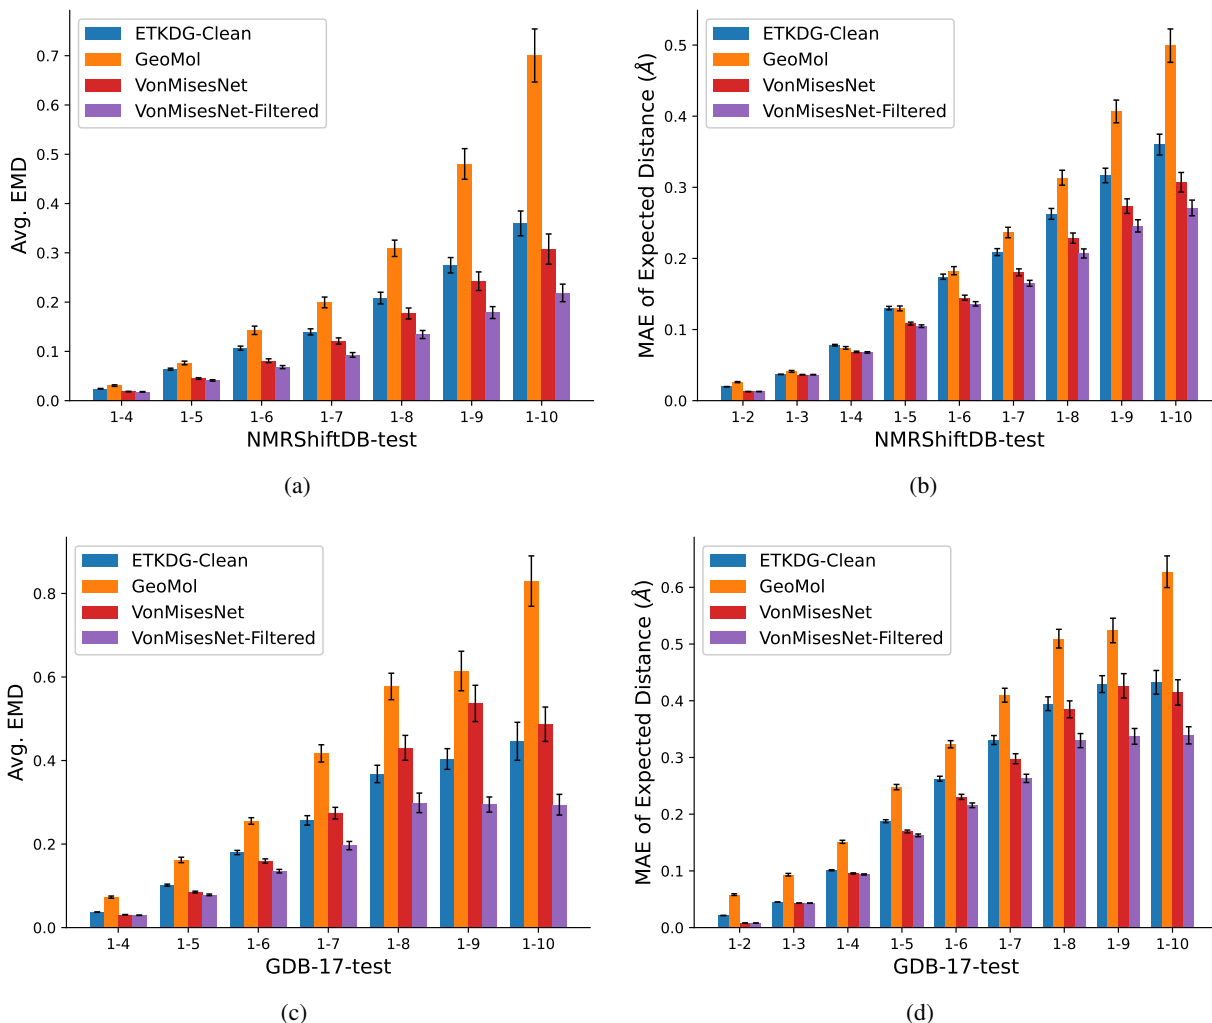 ETKDG-Clean
GeoMol
VonMisesNet
VonMisesNet-Filtered
Avg. EMD
0.7
0.6
0.5
0.4
0.3
0.2
0.1
0.0
1-4 1-5 1-6 1-7 1-8 1-9 1-10
NMRShiftDB-test
(a)
ETKDG-Clean
GeoMol
VonMisesNet
VonMisesNet-Filtered
MAE of Expected Distance (Å)
0.5
0.4
0.3
0.2
0.1
0.0
1-2 1-3 1-4 1-5 1-6 1-7 1-8 1-9 1-10
NMRShiftDB-test
(b)
ETKDG-Clean
GeoMol
VonMisesNet
VonMisesNet-Filtered
Avg. EMD
0.8
0.6
0.4
0.2
0.0
1-4 1-5 1-6 1-7 1-8 1-9 1-10
GDB-17-test
(c)
ETKDG-Clean
GeoMol
VonMisesNet
VonMisesNet-Filtered
MAE of Expected Distance (Å)
0.6
0.5
0.4
0.3
0.2
0.1
0.0
1-2 1-3 1-4 1-5 1-6 1-7 1-8 1-9 1-10
GDB-17-test
(d)